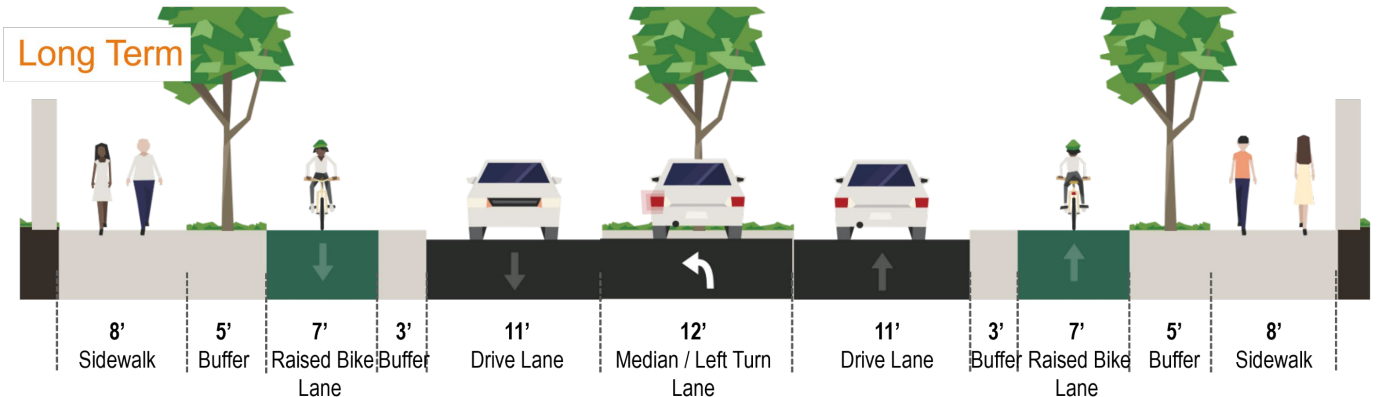 Long Term
8’ 5’ 7’ 3’ 11’ 12’ 11’ 3’ 7’ 5’ 8’
Sidewalk Buffer Raised Bike Buffer Drive Lane Median / Left Turn Drive Lane Buffer Raised Bike Buffer Sidewalk
Lane Lane Lane